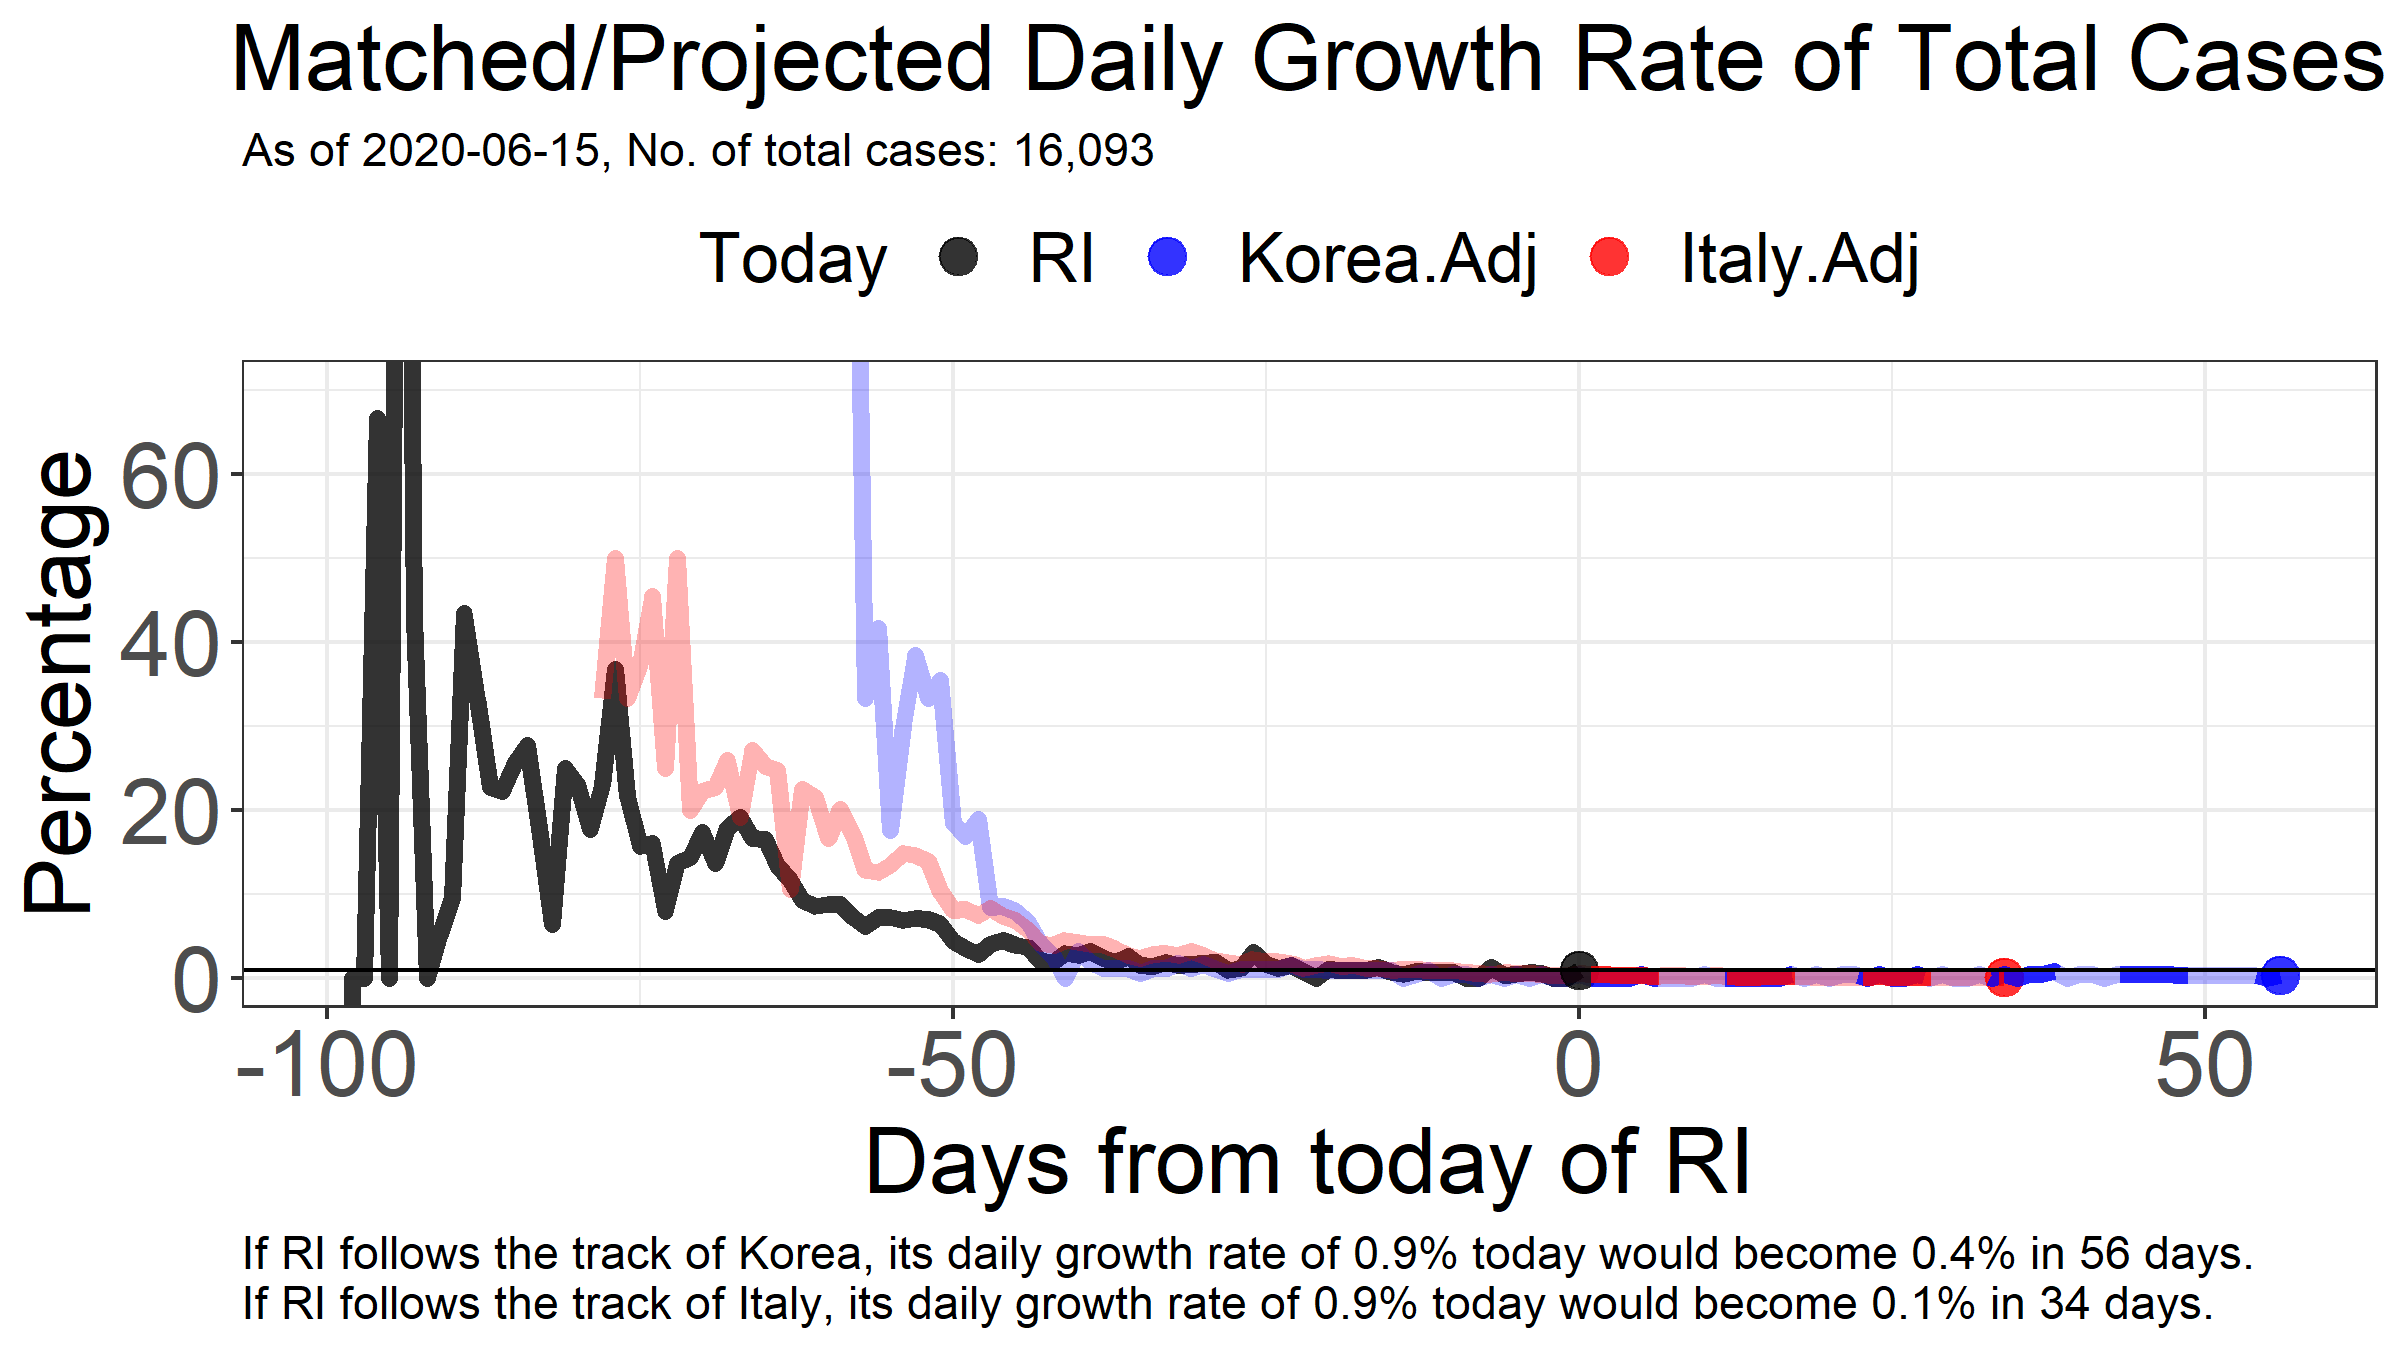 Matched/Projected Daily Growth Rate of Total Cases
As of 2020-06-15, No. of total cases: 16,093
Today RI Korea.Adj Italy.Adj
Percentage
60
40
20
0
-100 -50 0 50
Days from today of RI
If RI follows the track of Korea, its daily growth rate of 0.9% today would become 0.4% in 56 days.
If RI follows the track of Italy, its daily growth rate of 0.9% today would become 0.1% in 34 days.